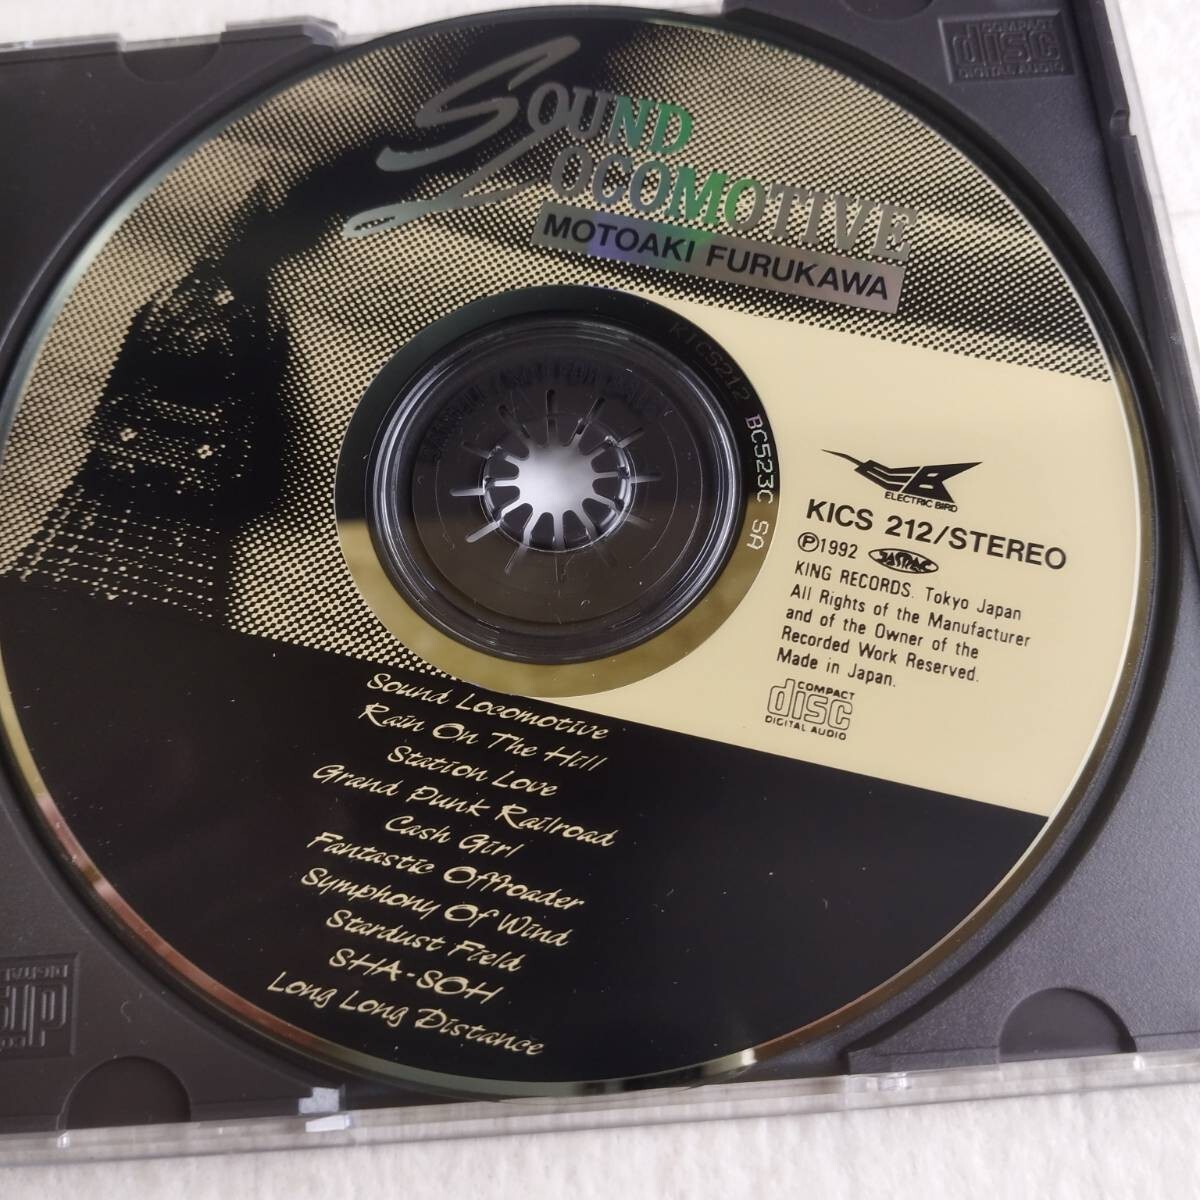 SOUND
LOCOMOTIVE
MOTOAKI FURUKAWA
COMPACT
disc
DIGITAL AUDIO
KICS212 BC523C SA
ELECTRIC BIRD
KICS 212/STEREO
Ⓟ1992 JASRAC
KING RECORDS. Tokyo Japan
All Rights of the Manufacturer
and of the Owner of the
Recorded Work Reserved.
Made in Japan.
COMPACT
disc
DIGITAL AUDIO
Sound Locomotive
Rain On The Hill
Station Love
Grand Punk Railroad
Cash Girl
Fantastic Offroader
Symphony Of Wind
Stardust Field
SHA-SOH
Long Long Distance